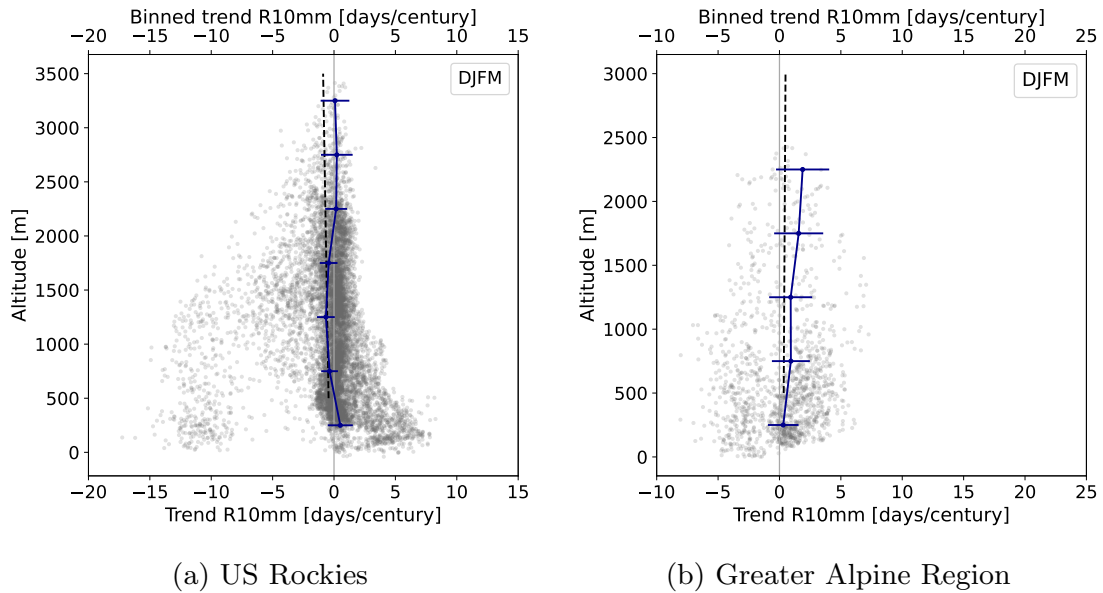 Binned trend R10mm [days/century]
−20 −15 −10 −5 0 5 10 15
DJFM
3500
3000
2500
2000
1500
1000
500
0
Altitude [m]
−20 −15 −10 −5 0 5 10 15
Trend R10mm [days/century]
(a) US Rockies
Binned trend R10mm [days/century]
−10 −5 0 5 10 15 20 25
DJFM
3000
2500
2000
1500
1000
500
0
Altitude [m]
−10 −5 0 5 10 15 20 25
Trend R10mm [days/century]
(b) Greater Alpine Region